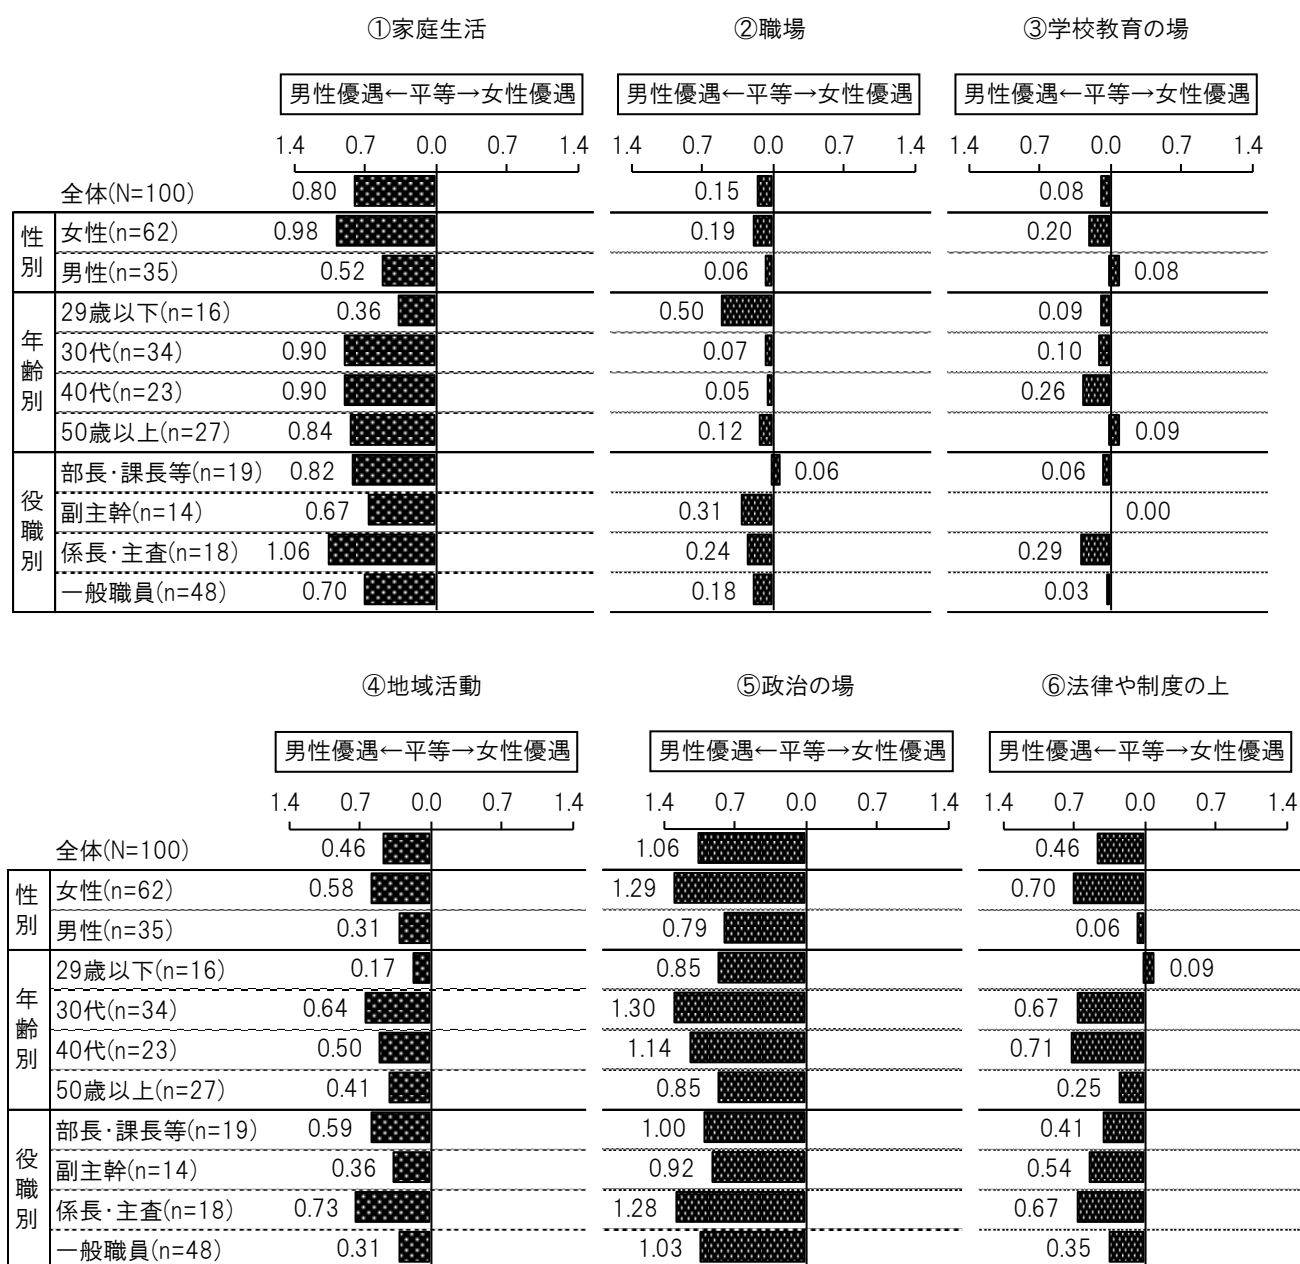 ①家庭生活 ②職場 ③学校教育の場
男性優遇←平等→女性優遇 男性優遇←平等→女性優遇 男性優遇←平等→女性優遇
1.4 0.7 0.0 0.7 1.4 1.4 0.7 0.0 0.7 1.4 1.4 0.7 0.0 0.7 1.4
全体(N=100) 0.80 0.15 0.08
性別
女性(n=62) 0.98 0.19 0.20
男性(n=35) 0.52 0.06 0.08
年齢別
29歳以下(n=16) 0.36 0.50 0.09
30代(n=34) 0.90 0.07 0.10
40代(n=23) 0.90 0.05 0.26
50歳以上(n=27) 0.84 0.12 0.09
役職別
部長・課長等(n=19) 0.82 0.06 0.06
副主幹(n=14) 0.67 0.31 0.00
係長・主査(n=18) 1.06 0.24 0.29
一般職員(n=48) 0.70 0.18 0.03
④地域活動 ⑤政治の場 ⑥法律や制度の上
男性優遇←平等→女性優遇 男性優遇←平等→女性優遇 男性優遇←平等→女性優遇
1.4 0.7 0.0 0.7 1.4 1.4 0.7 0.0 0.7 1.4 1.4 0.7 0.0 0.7 1.4
全体(N=100) 0.46 1.06 0.46
性別
女性(n=62) 0.58 1.29 0.70
男性(n=35) 0.31 0.79 0.06
年齢別
29歳以下(n=16) 0.17 0.85 0.09
30代(n=34) 0.64 1.30 0.67
40代(n=23) 0.50 1.14 0.71
50歳以上(n=27) 0.41 0.85 0.25
役職別
部長・課長等(n=19) 0.59 1.00 0.41
副主幹(n=14) 0.36 0.92 0.54
係長・主査(n=18) 0.73 1.28 0.67
一般職員(n=48) 0.31 1.03 0.35